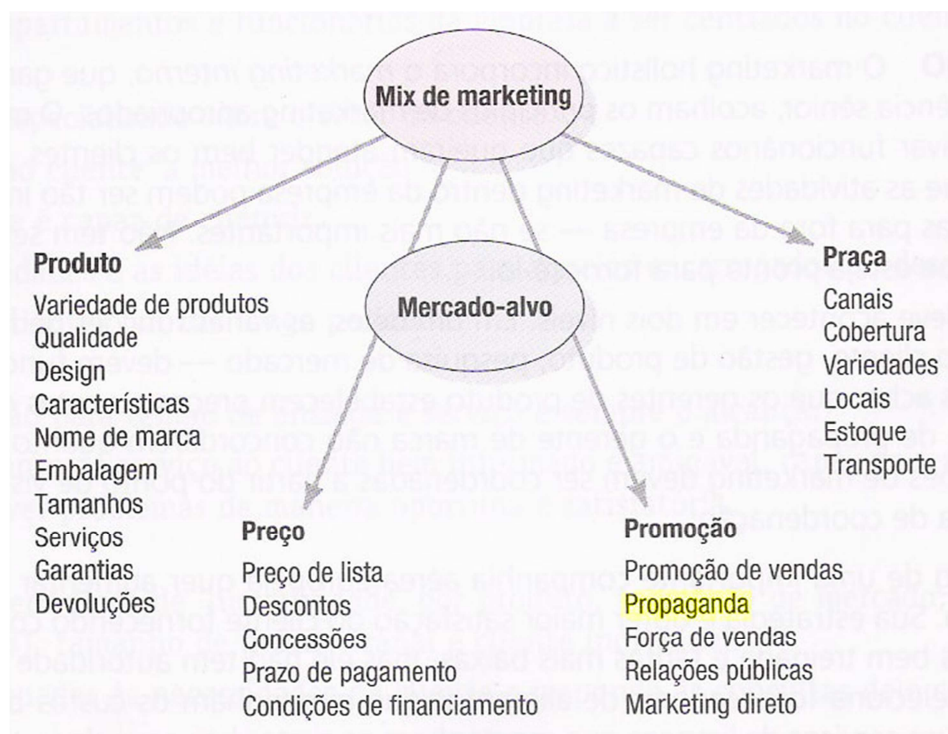 Mix de marketing
Mercado-alvo
Produto
Variedade de produtos
Qualidade
Design
Características
Nome de marca
Embalagem
Tamanhos
Serviços
Garantias
Devoluções
Preço
Preço de lista
Descontos
Concessões
Prazo de pagamento
Condições de financiamento
Promoção
Promoção de vendas
Propaganda
Força de vendas
Relações públicas
Marketing direto
Praça
Canais
Cobertura
Variedades
Locais
Estoque
Transporte